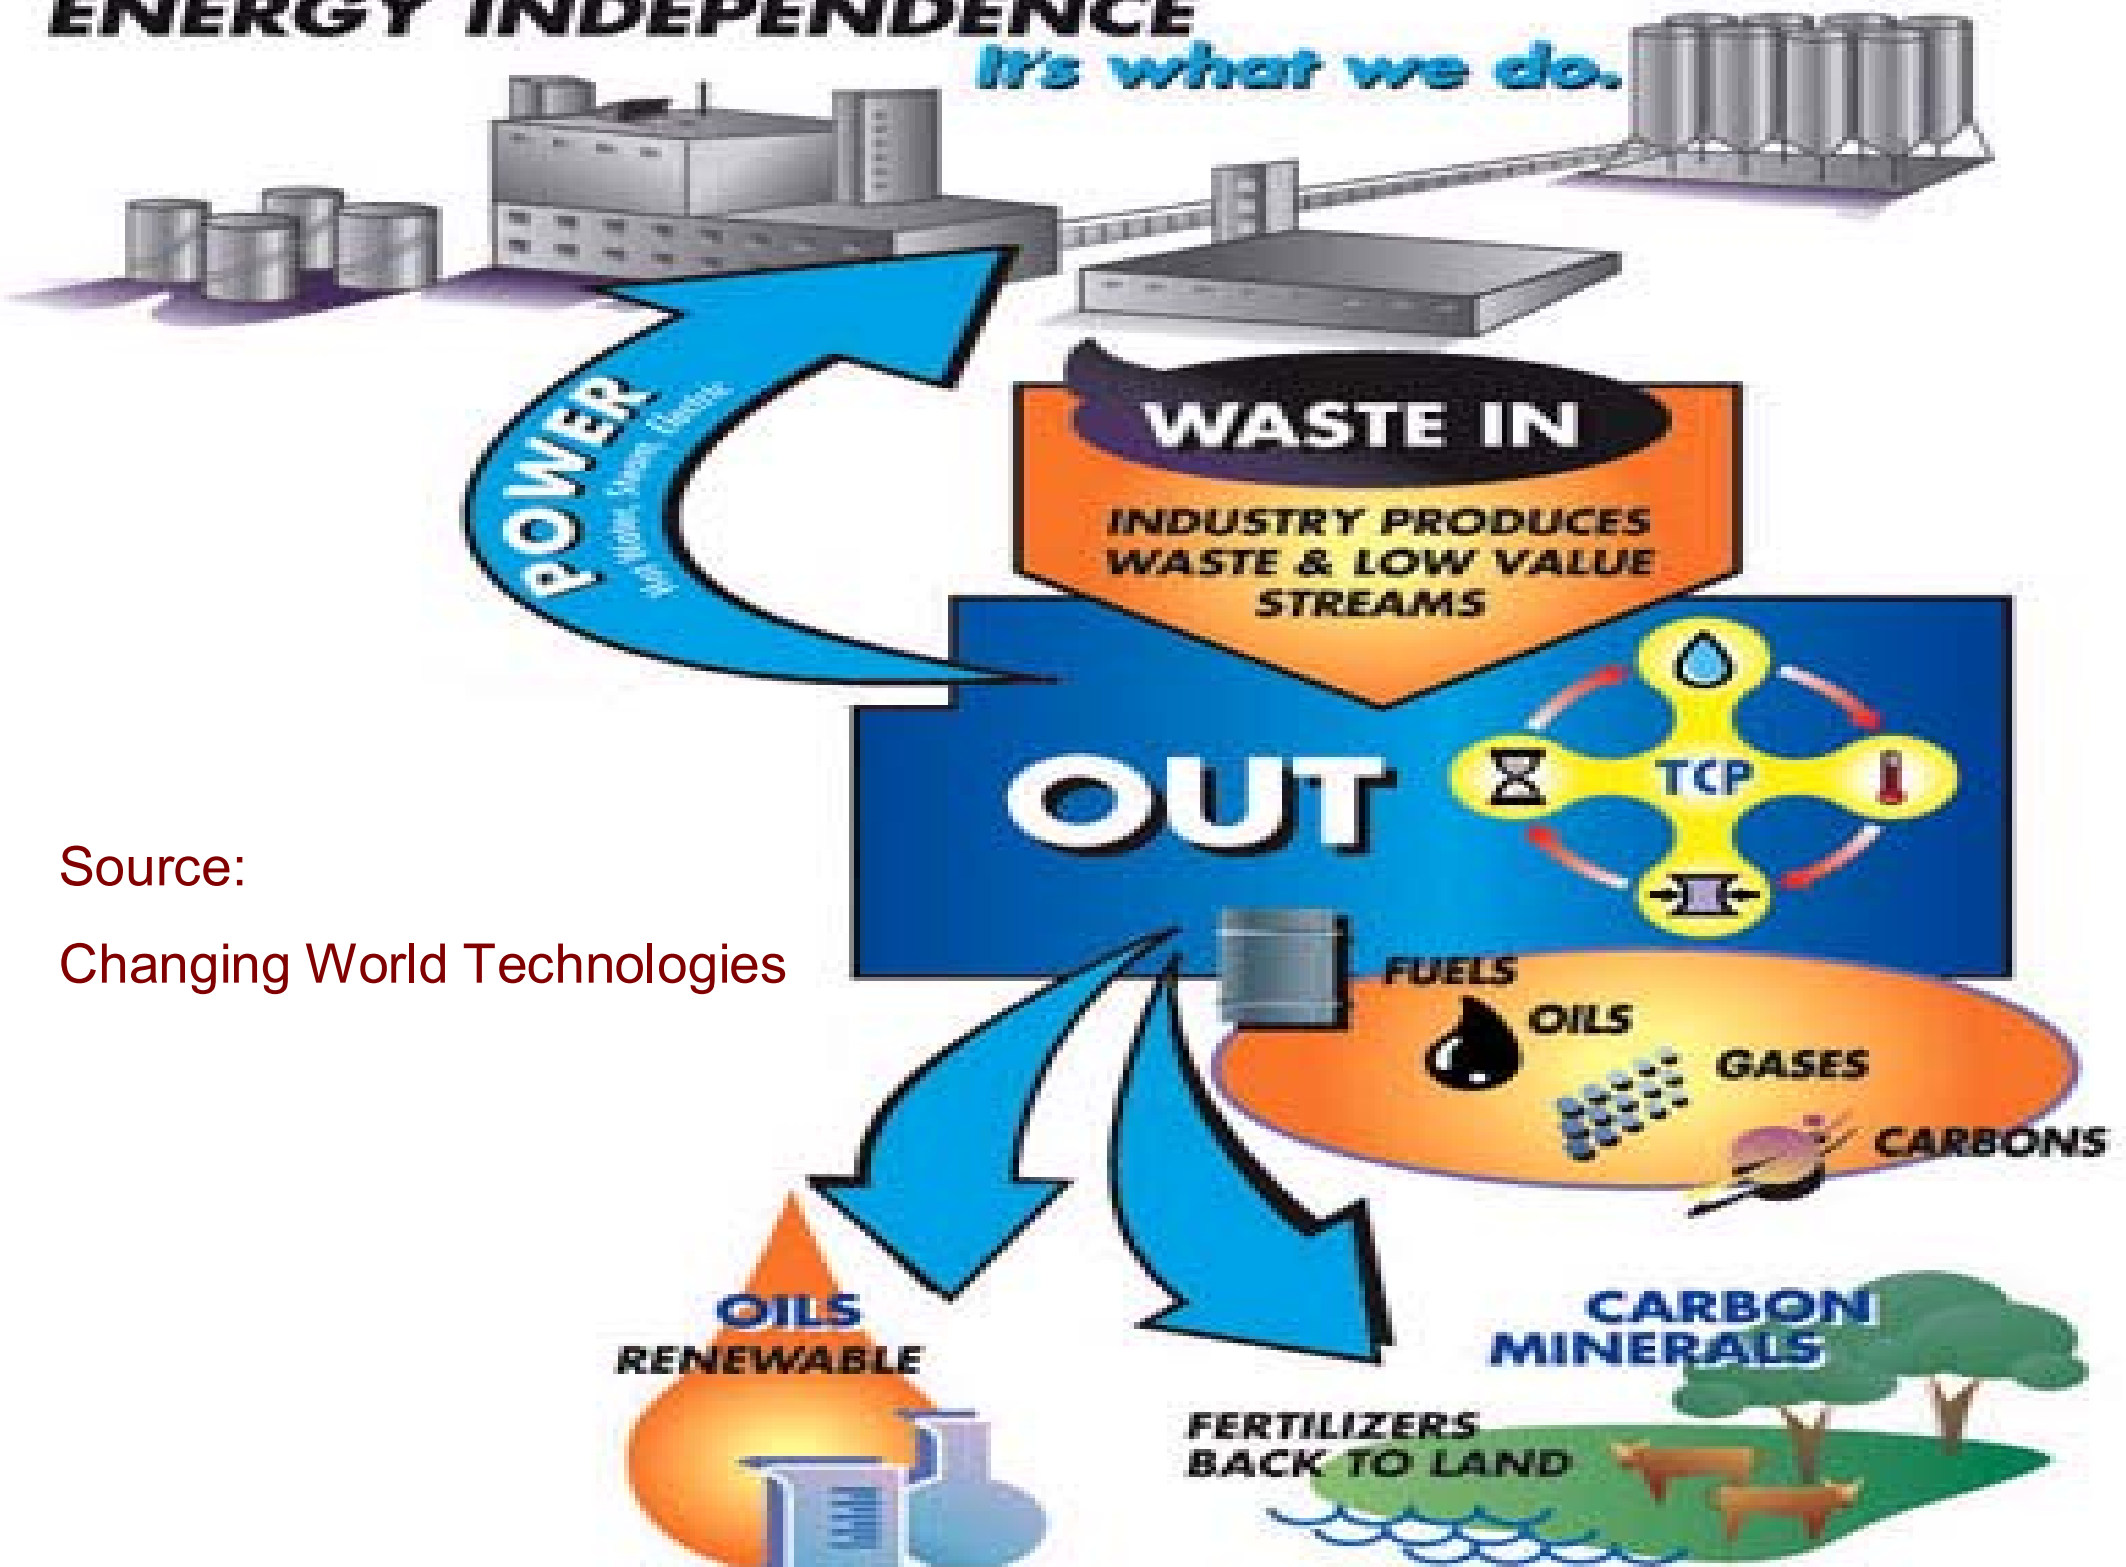 ENERGY INDEPENDENCE
It's what we do.
POWER
Hot Water, Steam, Electric
WASTE IN
INDUSTRY PRODUCES
WASTE & LOW VALUE
STREAMS
OUT
TCP
Source:
Changing World Technologies
FUELS
OILS
GASES
CARBONS
OILS
RENEWABLE
CARBON
MINERALS
FERTILIZERS
BACK TO LAND